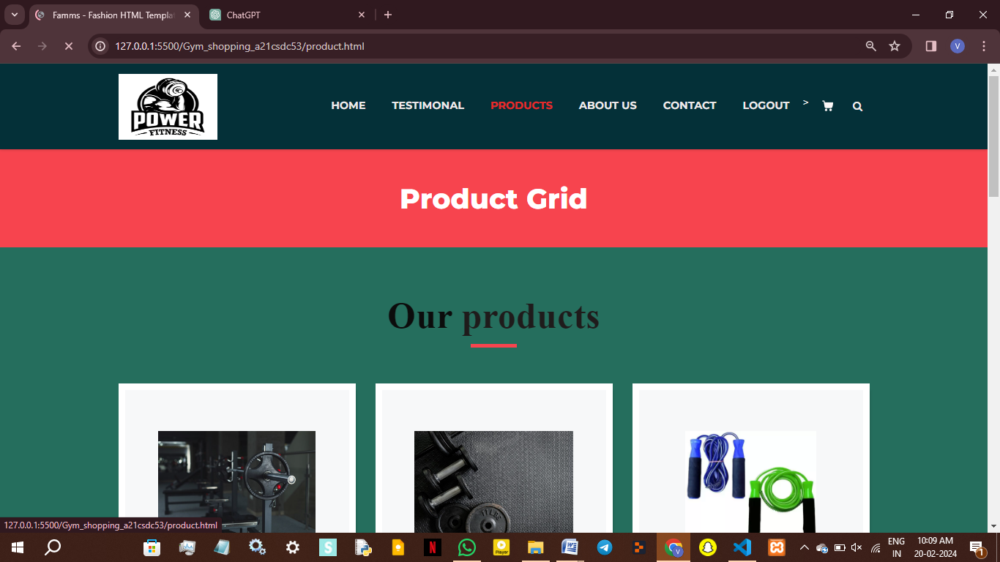 Famms - Fashion HTML Templa
ChatGPT
127.0.0.1:5500/Gym_shopping_a21csdc53/product.html
V
POWER
FITNESS
HOME TESTIMONAL PRODUCTS ABOUT US CONTACT LOGOUT >
Product Grid
Our products
127.0.0.1:5500/Gym_shopping_a21csdc53/product.html
S
N
Player
W
V
ENG
IN
10:09 AM
20-02-2024
1